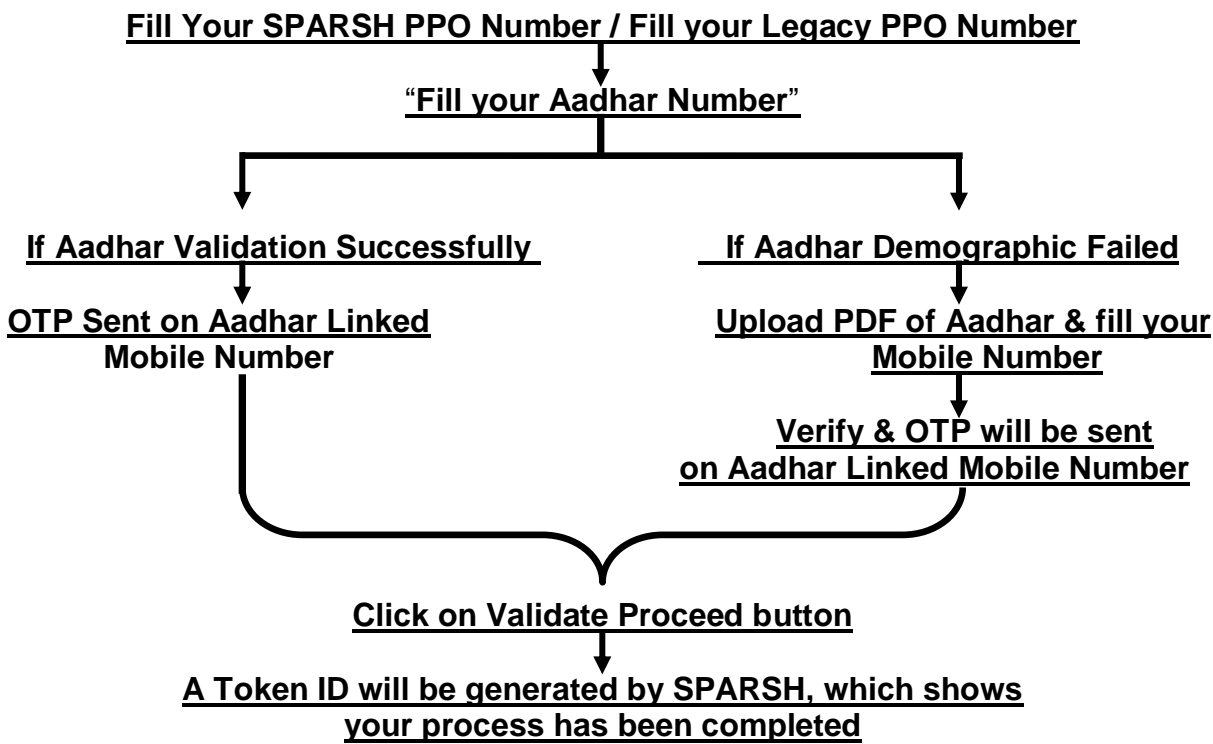 Fill Your SPARSH PPO Number / Fill your Legacy PPO Number
“Fill your Aadhar Number”
If Aadhar Validation Successfully
OTP Sent on Aadhar Linked
Mobile Number
If Aadhar Demographic Failed
Upload PDF of Aadhar & fill your
Mobile Number
Verify & OTP will be sent
on Aadhar Linked Mobile Number
Click on Validate Proceed button
A Token ID will be generated by SPARSH, which shows
your process has been completed